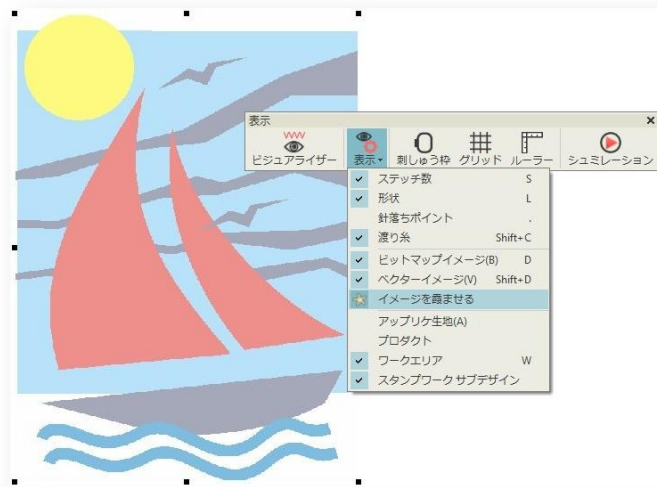 表示
ビジュアライザー 表示 刺しゅう枠 グリッド ルーラー シュミレーション
ステッチ数 S
形状 L
針落ちポイント .
渡り糸 Shift+C
ビットマップイメージ(B) D
ベクターイメージ(V) Shift+D
イメージを霞ませる
アップリケ生地(A)
プロダクト
ワークエリア W
スタンプワーク サブデザイン